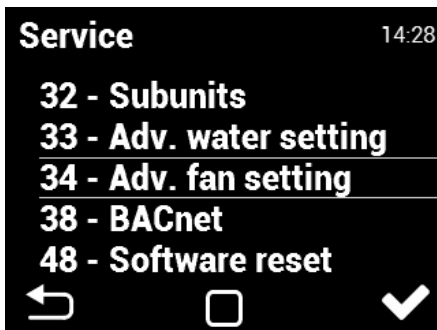 Service 14:28
32 - Subunits
33 - Adv. water setting
34 - Adv. fan setting
38 - BACnet
48 - Software reset